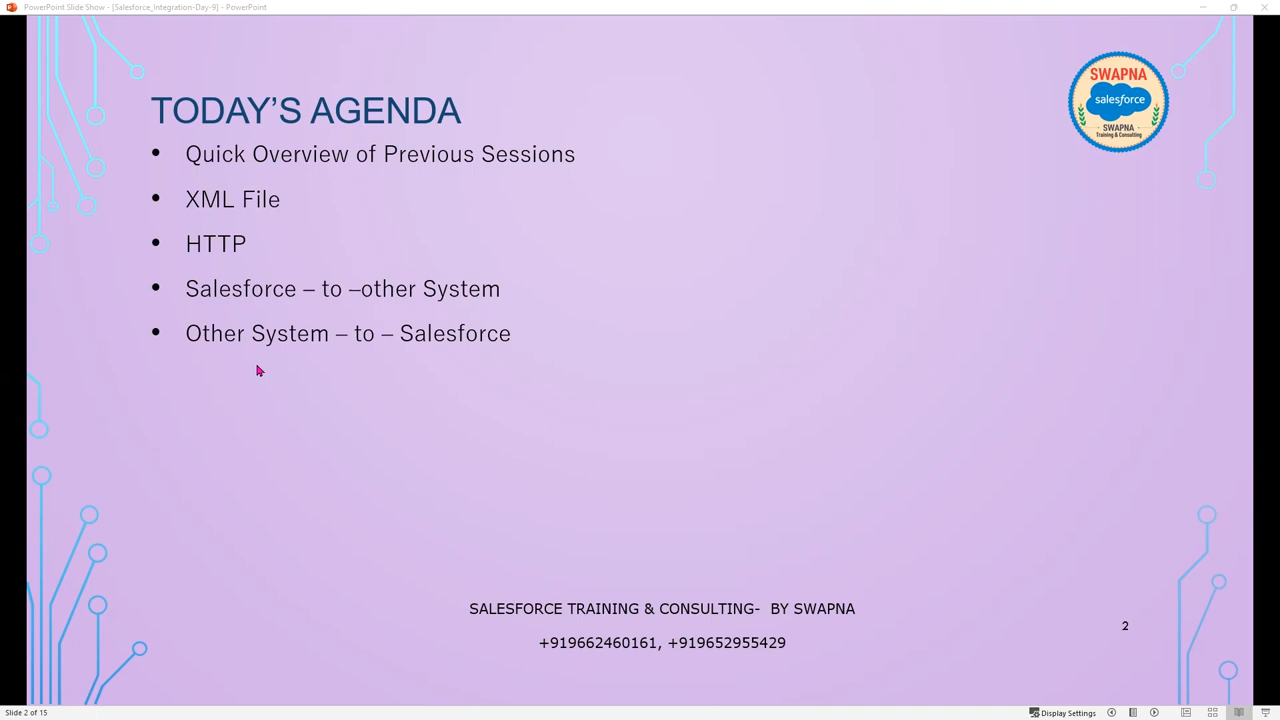 PowerPoint Slide Show - [Salesforce_Integration-Day-9] - PowerPoint
SWAPNA
salesforce
SWAPNA
Training & Consulting
TODAY'S AGENDA
• Quick Overview of Previous Sessions
• XML File
• HTTP
• Salesforce – to –other System
• Other System – to – Salesforce
SALESFORCE TRAINING & CONSULTING- BY SWAPNA
+919662460161, +919652955429
2
Slide 2 of 15
Display Settings